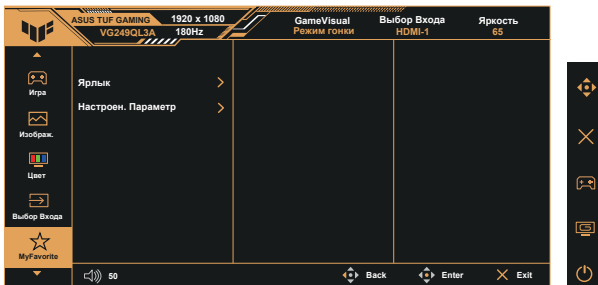 ASUS TUF GAMING 1920 x 1080
VG249QL3A 180Hz
GameVisual
Режим гонки
Выбор Входа
HDMI-1
Яркость
65
Игра
Изображ.
Цвет
Выбор Входа
MyFavorite
Ярлык
Настроен. Параметр
50
Back
Enter
Exit